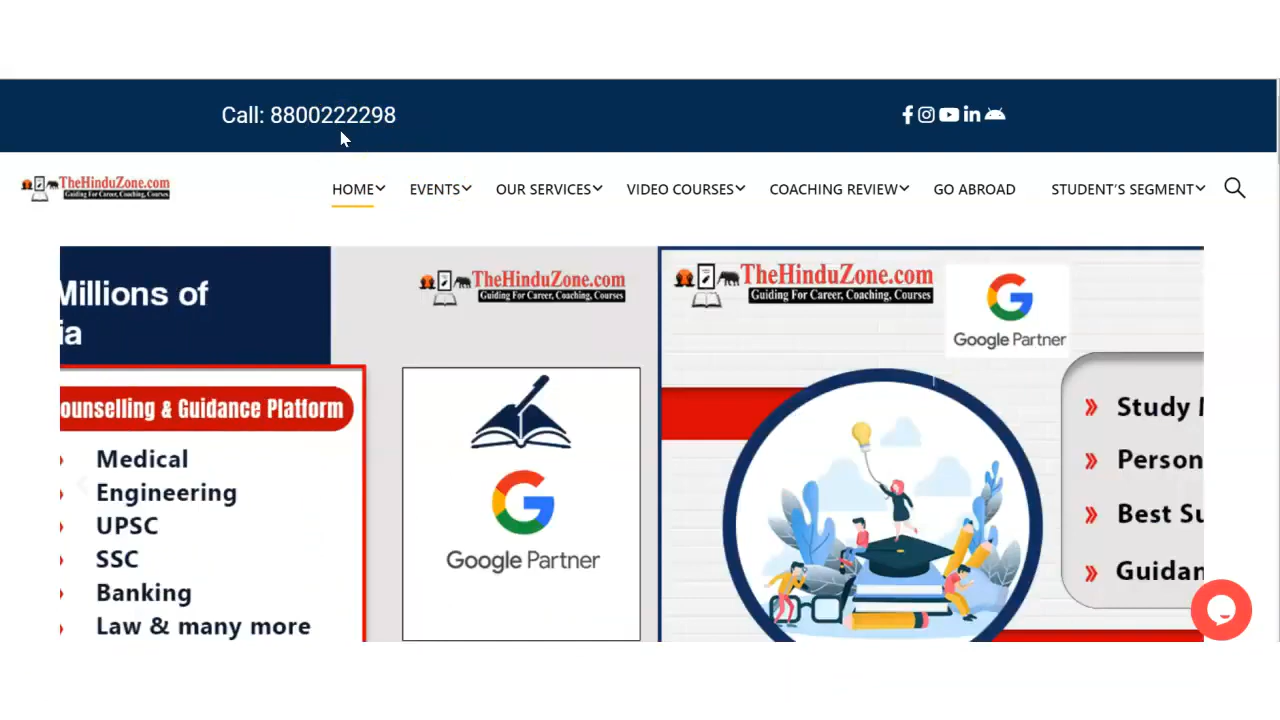 Call: 8800222298
TheHinduZone.com
Guiding For Career, Coaching, Courses
HOME EVENTS OUR SERVICES VIDEO COURSES COACHING REVIEW GO ABROAD STUDENT'S SEGMENT
Millions of
ia
ounselling & Guidance Platform
Medical
Engineering
UPSC
SSC
Banking
Law & many more
TheHinduZone.com
Guiding For Career, Coaching, Courses
Google Partner
TheHinduZone.com
Guiding For Career, Coaching, Courses
Google Partner
Study
Person
Best Su
Guidan